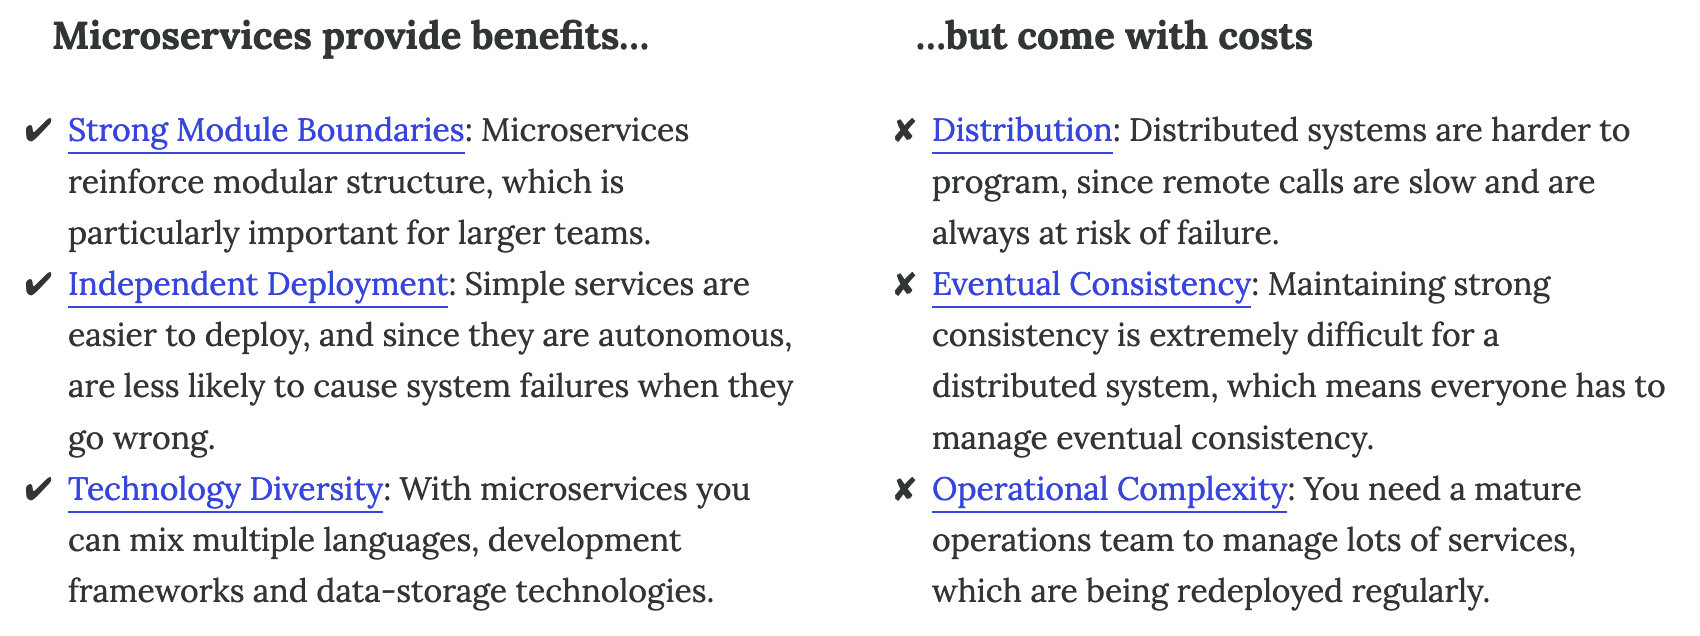 Microservices provide benefits…
✔ Strong Module Boundaries: Microservices
reinforce modular structure, which is
particularly important for larger teams.
✔ Independent Deployment: Simple services are
easier to deploy, and since they are autonomous,
are less likely to cause system failures when they
go wrong.
✔ Technology Diversity: With microservices you
can mix multiple languages, development
frameworks and data-storage technologies.
…but come with costs
✘ Distribution: Distributed systems are harder to
program, since remote calls are slow and are
always at risk of failure.
✘ Eventual Consistency: Maintaining strong
consistency is extremely difficult for a
distributed system, which means everyone has to
manage eventual consistency.
✘ Operational Complexity: You need a mature
operations team to manage lots of services,
which are being redeployed regularly.